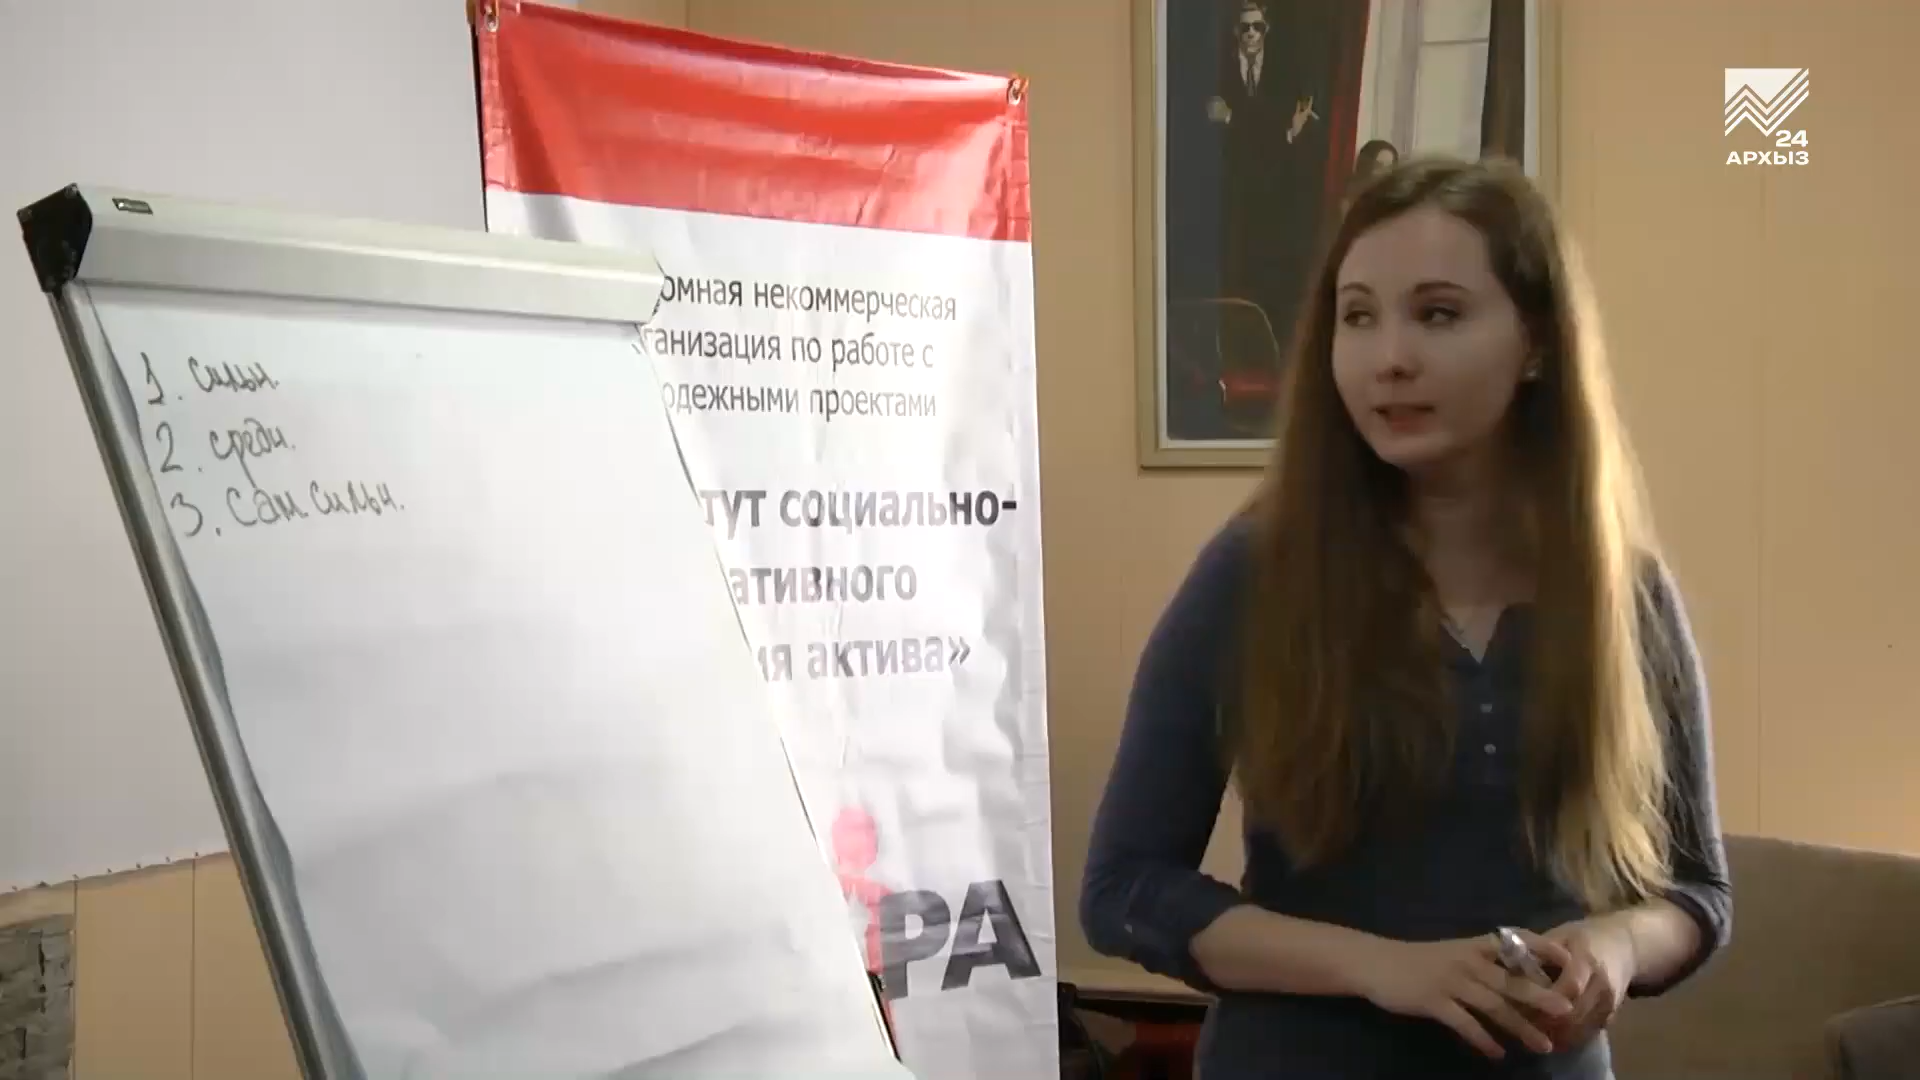 24
АРХЫЗ
омная некоммерческая
ганизация по работе с
одежными проектами
тут социально-
ативного
ия актива»
РА
1. сильн.
2. средн.
3. Сам сильн.